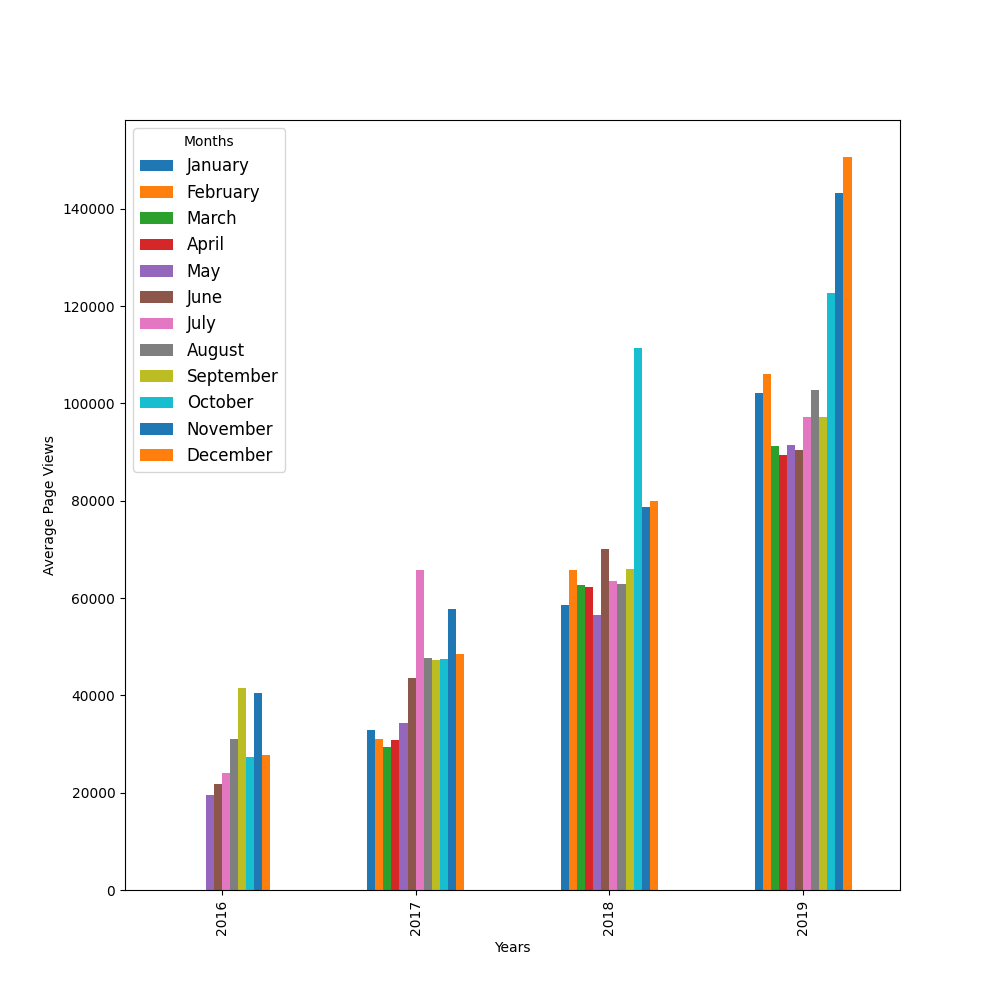 Months
January
February
March
April
May
June
July
August
September
October
November
December
140000
120000
100000
80000
60000
40000
20000
0
Average Page Views
2016
2017
2018
2019
Years